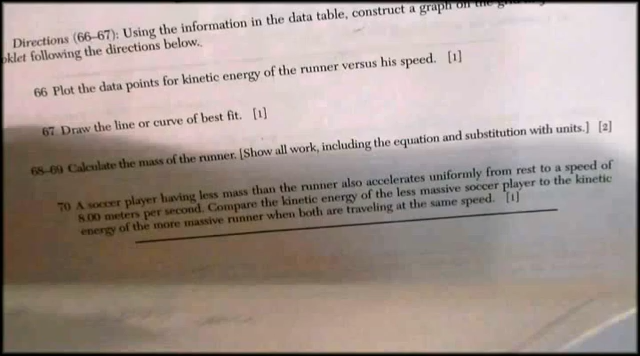 Directions (66–67): Using the information in the data table, construct a graph on the
oklet following the directions below.
66 Plot the data points for kinetic energy of the runner versus his speed. [1]
67 Draw the line or curve of best fit. [1]
68–69 Calculate the mass of the runner. [Show all work, including the equation and substitution with units.] [2]
70 A soccer player having less mass than the runner also accelerates uniformly from rest to a speed of
8.00 meters per second. Compare the kinetic energy of the less massive soccer player to the kinetic
energy of the more massive runner when both are traveling at the same speed. [1]